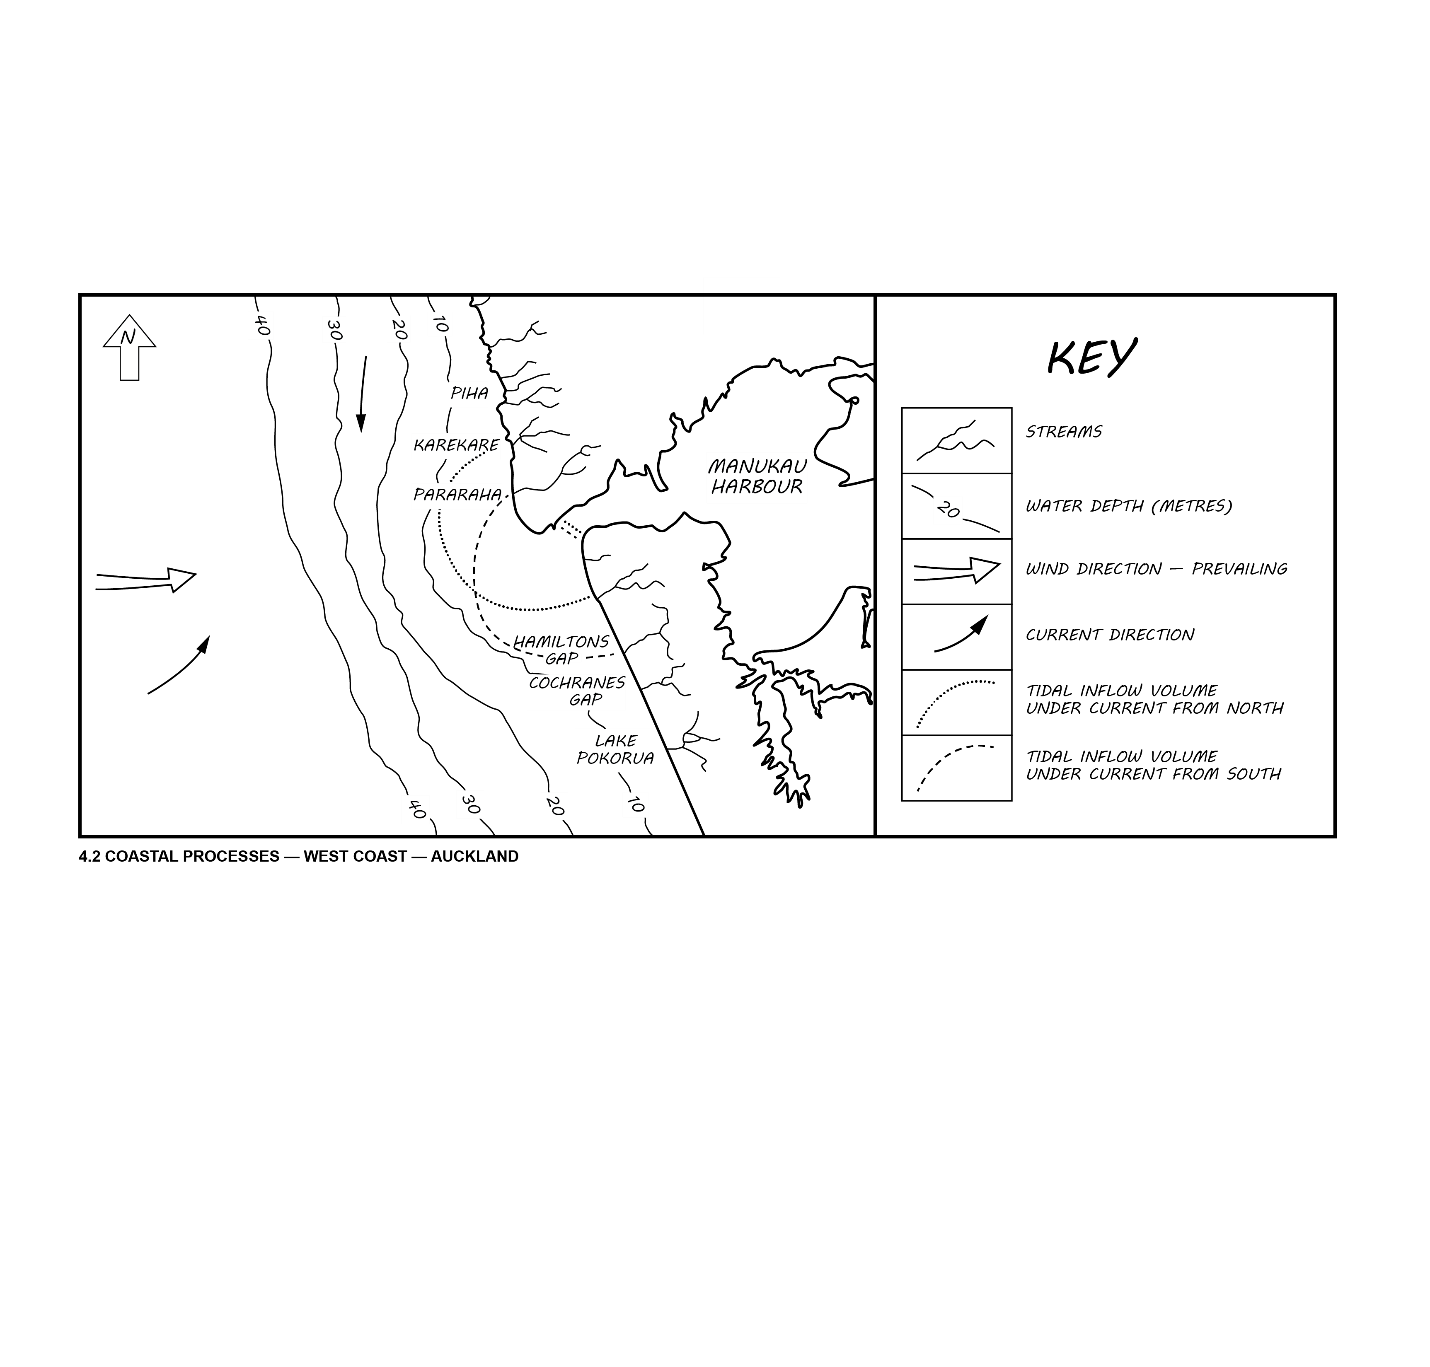 N
40
30
20
10
PIHA
KAREKARE
PARARAHA
MANUKAU
HARBOUR
HAMILTONS
GAP
COCHRANES
GAP
LAKE
POKORUA
40
30
20
10
KEY
STREAMS
20
WATER DEPTH (METRES)
WIND DIRECTION — PREVAILING
CURRENT DIRECTION
TIDAL INFLOW VOLUME
UNDER CURRENT FROM NORTH
TIDAL INFLOW VOLUME
UNDER CURRENT FROM SOUTH
4.2 COASTAL PROCESSES — WEST COAST — AUCKLAND